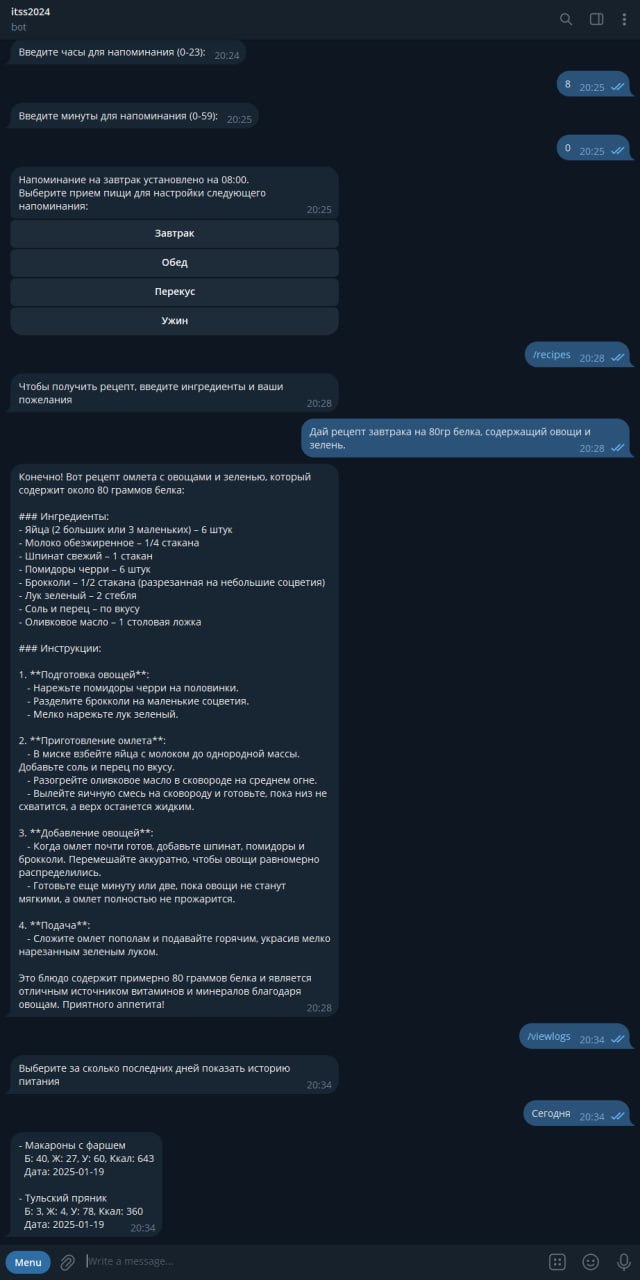 itss2024
bot
Введите часы для напоминания (0-23): 20:24
8 20:25
Введите минуты для напоминания (0-59): 20:25
0 20:25
Напоминание на завтрак установлено на 08:00.
Выберите прием пищи для настройки следующего
напоминания:
20:25
Завтрак
Обед
Перекус
Ужин
/recipes 20:28
Чтобы получить рецепт, введите ингредиенты и ваши
пожелания 20:28
Дай рецепт завтрака на 80гр белка, содержащий овощи и
зелень. 20:28
Конечно! Вот рецепт омлета с овощами и зеленью, который
содержит около 80 граммов белка:
### Ингредиенты:
- Яйца (2 больших или 3 маленьких) – 6 штук
- Молоко обезжиренное – 1/4 стакана
- Шпинат свежий – 1 стакан
- Помидоры черри – 6 штук
- Брокколи – 1/2 стакана (разрезанная на небольшие соцветия)
- Лук зеленый – 2 стебля
- Соль и перец – по вкусу
- Оливковое масло – 1 столовая ложка
### Инструкции:
1. **Подготовка овощей**:
- Нарежьте помидоры черри на половинки.
- Разделите брокколи на маленькие соцветия.
- Мелко нарежьте лук зеленый.
2. **Приготовление омлета**:
- В миске взбейте яйца с молоком до однородной массы.
Добавьте соль и перец по вкусу.
- Разогрейте оливковое масло в сковороде на среднем огне.
- Вылейте яичную смесь на сковороду и готовьте, пока низ не
схватится, а верх останется жидким.
3. **Добавление овощей**:
- Когда омлет почти готов, добавьте шпинат, помидоры и
брокколи. Перемешайте аккуратно, чтобы овощи равномерно
распределились.
- Готовьте еще минуту или две, пока овощи не станут
мягкими, а омлет полностью не прожарится.
4. **Подача**:
- Сложите омлет пополам и подавайте горячим, украсив мелко
нарезанным зеленым луком.
Это блюдо содержит примерно 80 граммов белка и является
отличным источником витаминов и минералов благодаря
овощам. Приятного аппетита! 20:28
/viewlogs 20:34
Выберите за сколько последних дней показать историю
питания 20:34
Сегодня 20:34
- Макароны с фаршем
Б: 40, Ж: 27, У: 60, Ккал: 643
Дата: 2025-01-19
- Тульский пряник
Б: 3, Ж: 4, У: 78, Ккал: 360
Дата: 2025-01-19 20:34
Menu Write a message...